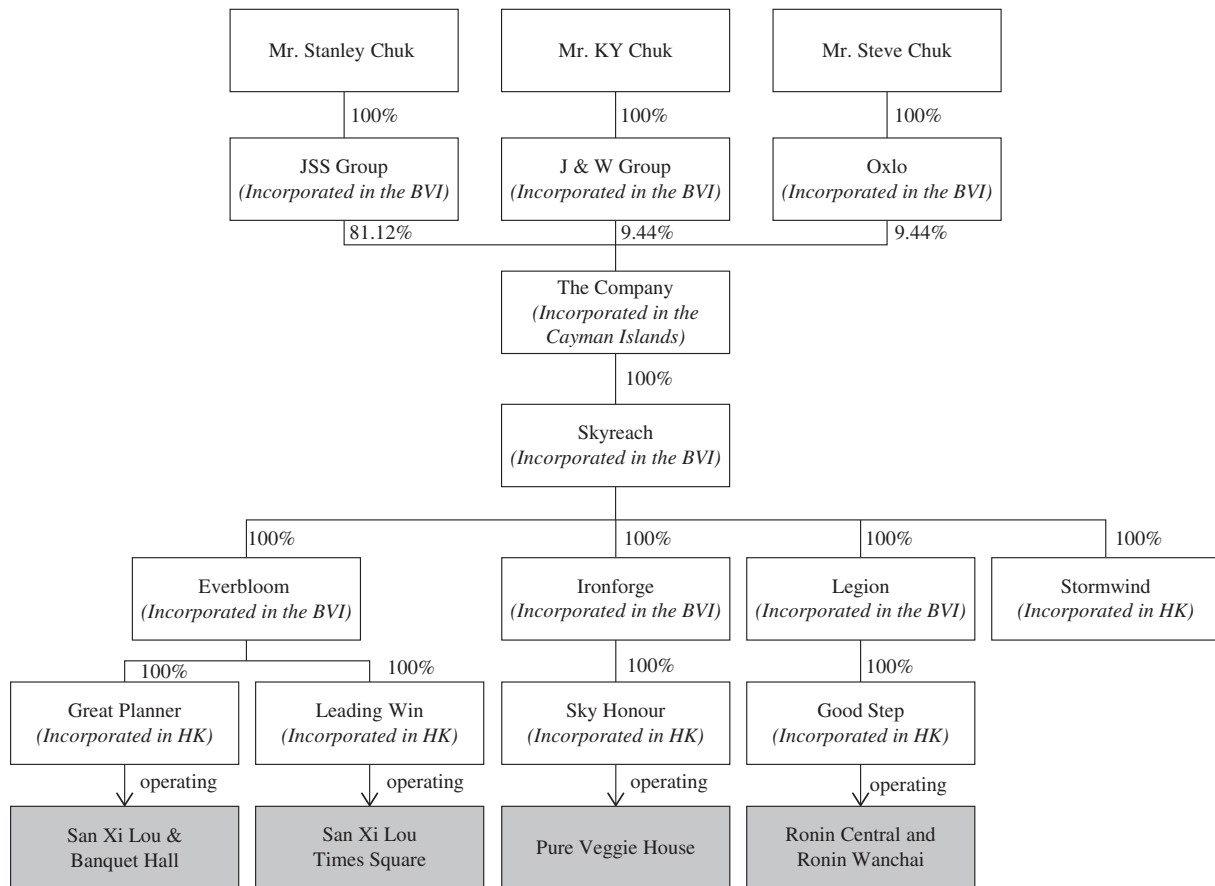 Mr. Stanley Chuk
Mr. KY Chuk
Mr. Steve Chuk
100%
100%
100%
JSS Group
(Incorporated in the BVI)
J & W Group
(Incorporated in the BVI)
Oxlo
(Incorporated in the BVI)
81.12%
9.44%
9.44%
The Company
(Incorporated in the
Cayman Islands)
100%
Skyreach
(Incorporated in the BVI)
100%
100%
100%
100%
Everbloom
(Incorporated in the BVI)
Ironforge
(Incorporated in the BVI)
Legion
(Incorporated in the BVI)
Stormwind
(Incorporated in HK)
100%
100%
100%
100%
Great Planner
(Incorporated in HK)
Leading Win
(Incorporated in HK)
Sky Honour
(Incorporated in HK)
Good Step
(Incorporated in HK)
operating
operating
operating
operating
San Xi Lou &
Banquet Hall
San Xi Lou
Times Square
Pure Veggie House
Ronin Central and
Ronin Wanchai